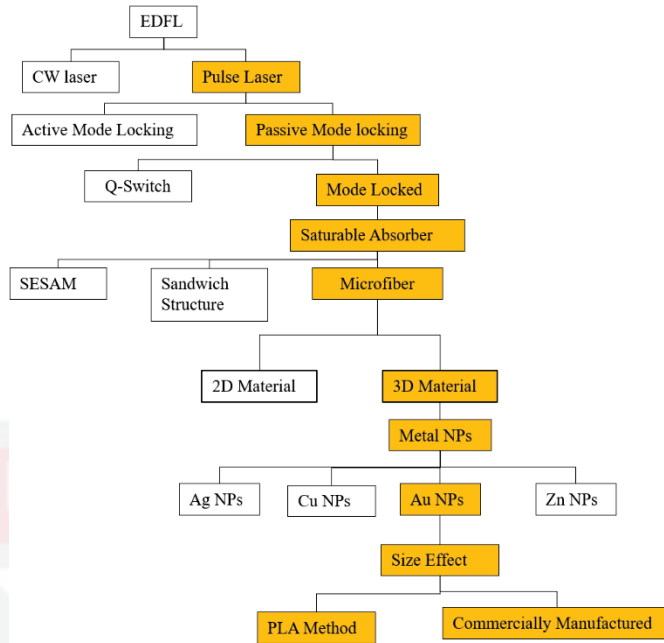 EDFL
CW laser
Pulse Laser
Active Mode Locking
Passive Mode locking
Q-Switch
Mode Locked
Saturable Absorber
SESAM
Sandwich
Structure
Microfiber
2D Material
3D Material
Metal NPs
Ag NPs
Cu NPs
Au NPs
Zn NPs
Size Effect
PLA Method
Commercially Manufactured